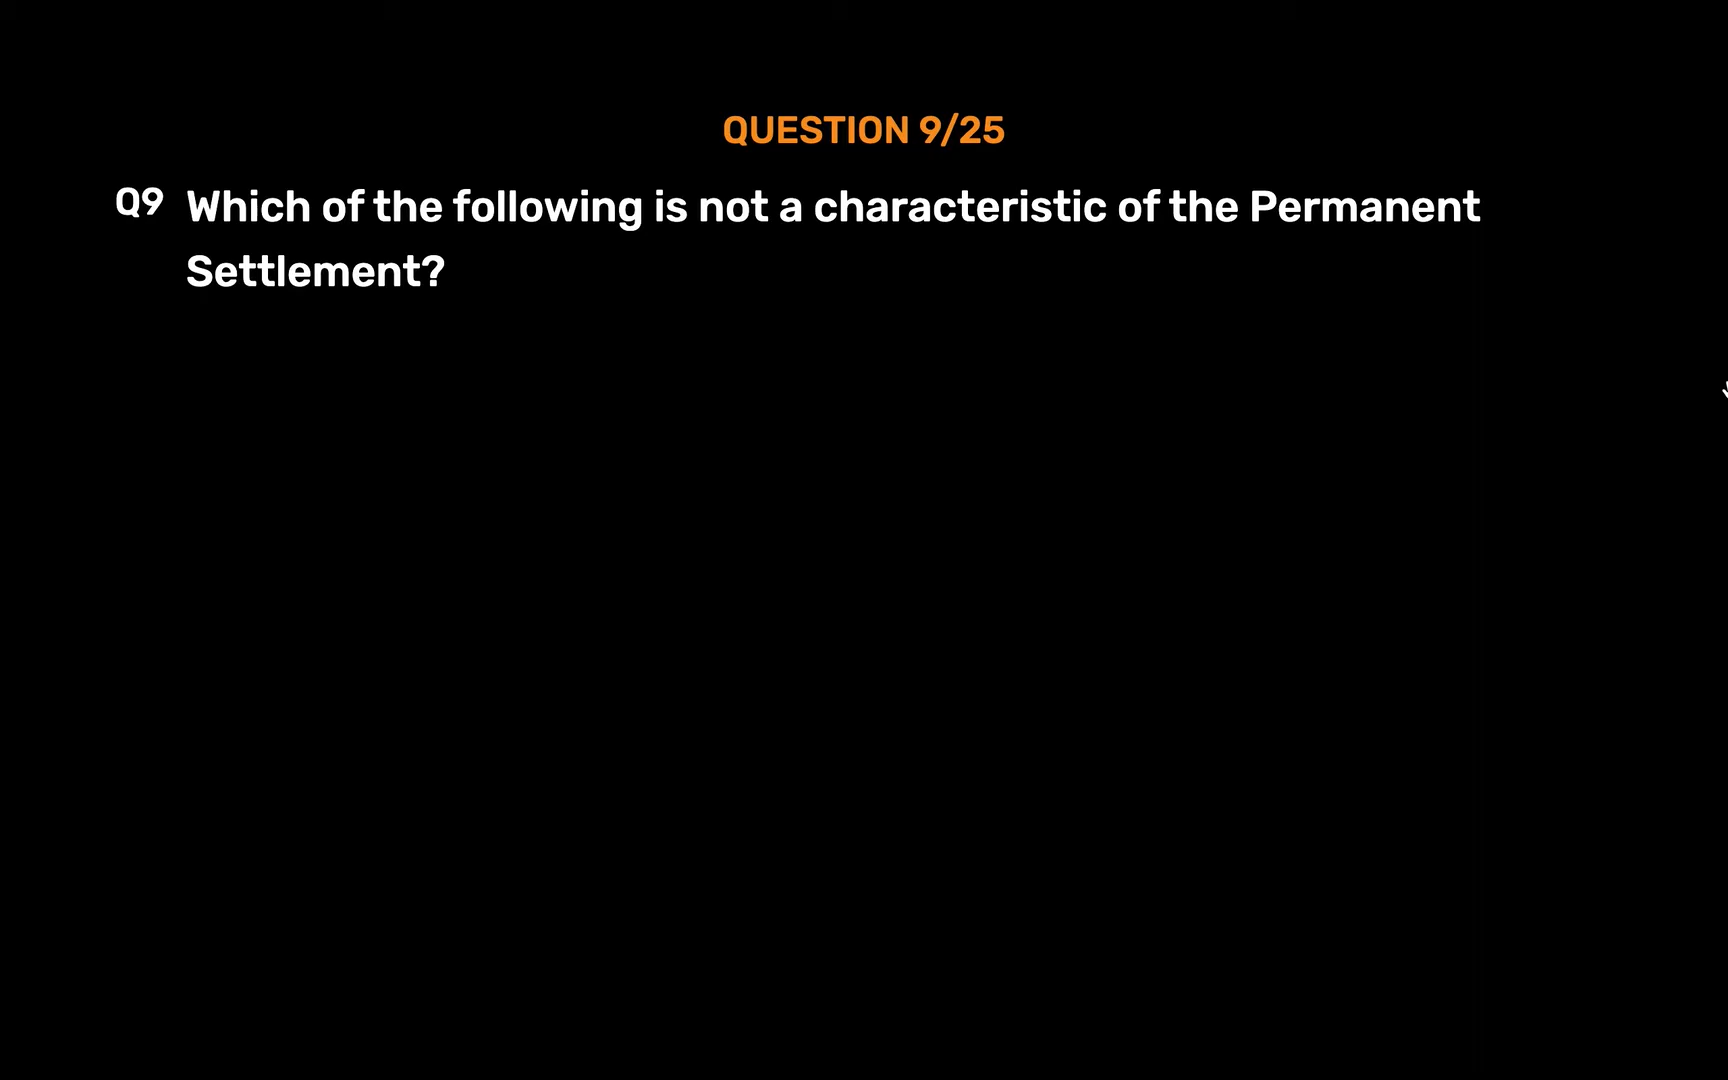 QUESTION 9/25
Q9 Which of the following is not a characteristic of the Permanent
Settlement?